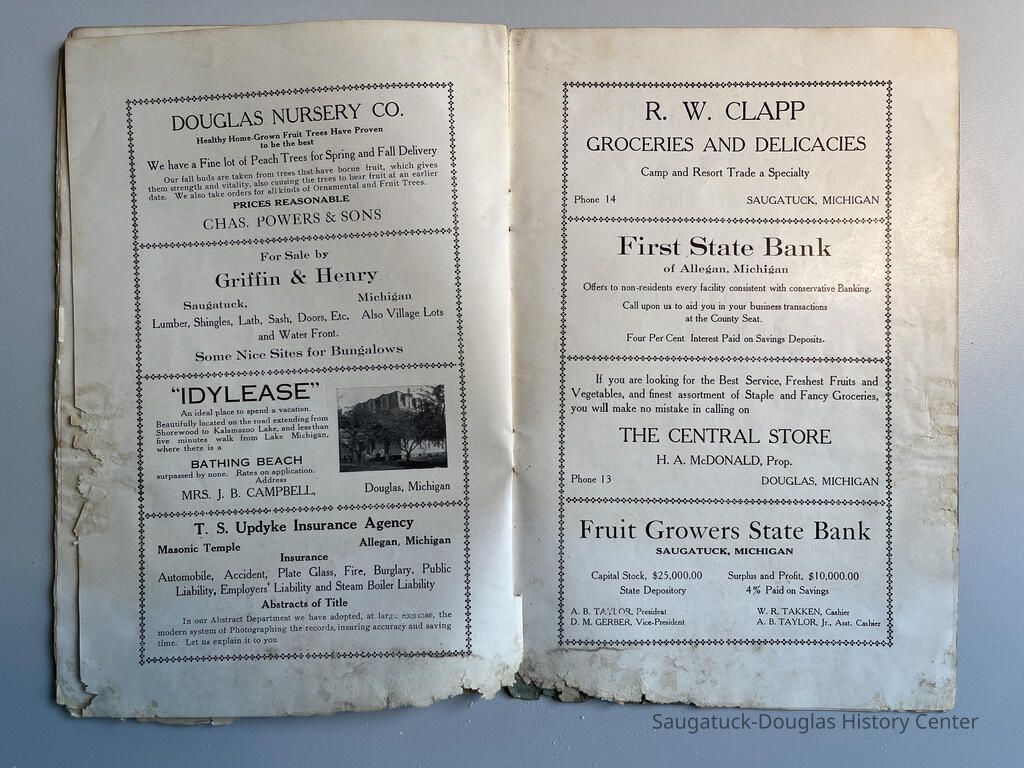 DOUGLAS NURSERY CO.
Healthy Home-Grown Fruit Trees Have Proven
to be the best
We have a Fine lot of Peach Trees for Spring and Fall Delivery
Our fall buds are taken from trees that have borne fruit, which gives
them strength and vitality, also causing the trees to bear fruit at an earlier
date. We also take orders for all kinds of Ornamental and Fruit Trees.
PRICES REASONABLE
CHAS. POWERS & SONS
For Sale by
Griffin & Henry
Saugatuck, Michigan
Lumber, Shingles, Lath, Sash, Doors, Etc. Also Village Lots
and Water Front.
Some Nice Sites for Bungalows
"IDYLEASE"
An ideal place to spend a vacation.
Beautifully located on the road extending from
Shorewood to Kalamazoo Lake, and less than
five minutes walk from Lake Michigan,
where there is a
BATHING BEACH
surpassed by none. Rates on application.
Address
MRS. J. B. CAMPBELL, Douglas, Michigan
T. S. Updyke Insurance Agency
Masonic Temple Allegan, Michigan
Insurance
Automobile, Accident, Plate Glass, Fire, Burglary, Public
Liability, Employers' Liability and Steam Boiler Liability
Abstracts of Title
In our Abstract Department we have adopted, at large expense, the
modern system of Photographing the records, insuring accuracy and saving
time. Let us explain it to you
R. W. CLAPP
GROCERIES AND DELICACIES
Camp and Resort Trade a Specialty
Phone 14 SAUGATUCK, MICHIGAN
First State Bank
of Allegan, Michigan
Offers to non-residents every facility consistent with conservative Banking.
Call upon us to aid you in your business transactions
at the County Seat.
Four Per Cent Interest Paid on Savings Deposits.
If you are looking for the Best Service, Freshest Fruits and
Vegetables, and finest assortment of Staple and Fancy Groceries,
you will make no mistake in calling on
THE CENTRAL STORE
H. A. McDONALD, Prop.
Phone 13 DOUGLAS, MICHIGAN
Fruit Growers State Bank
SAUGATUCK, MICHIGAN
Capital Stock, $25,000.00 Surplus and Profit, $10,000.00
State Depository 4% Paid on Savings
A. B. TAYLOR, President W. R. TAKKEN, Cashier
D. M. GERBER, Vice-President A. B. TAYLOR, Jr., Asst. Cashier
Saugatuck-Douglas History Center